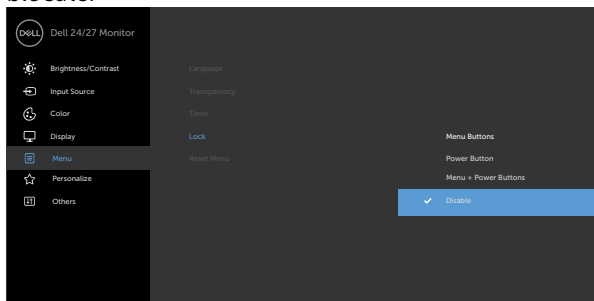 DELL
Dell 24/27 Monitor
Brightness/Contrast
Input Source
Color
Display
Menu
Personalize
Others
Language
Transparency
Timer
Lock
Reset Menu
Menu Buttons
Power Button
Menu + Power Buttons
Disable